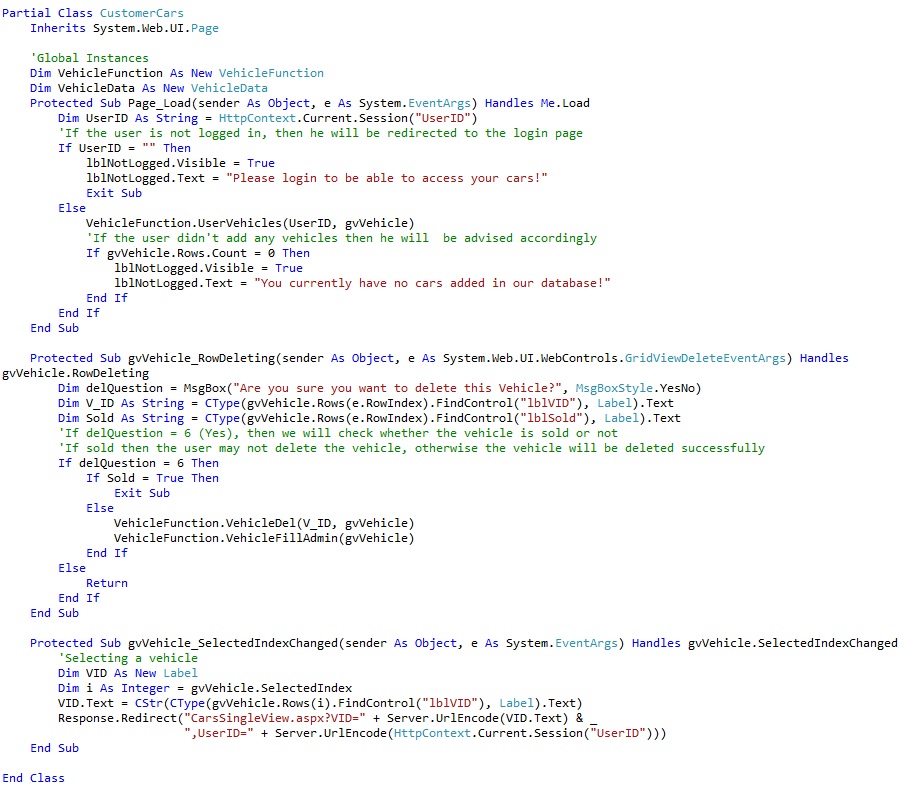 Partial Class CustomerCars
    Inherits System.Web.UI.Page

    'Global Instances
    Dim VehicleFunction As New VehicleFunction
    Dim VehicleData As New VehicleData
    Protected Sub Page_Load(sender As Object, e As System.EventArgs) Handles Me.Load
        Dim UserID As String = HttpContext.Current.Session("UserID")
        'If the user is not logged in, then he will be redirected to the login page
        If UserID = "" Then
            lblNotLogged.Visible = True
            lblNotLogged.Text = "Please login to be able to access your cars!"
            Exit Sub
        Else
            VehicleFunction.UserVehicles(UserID, gvVehicle)
            'If the user didn't add any vehicles then he will  be advised accordingly
            If gvVehicle.Rows.Count = 0 Then
                lblNotLogged.Visible = True
                lblNotLogged.Text = "You currently have no cars added in our database!"
            End If
        End If
    End Sub

    Protected Sub gvVehicle_RowDeleting(sender As Object, e As System.Web.UI.WebControls.GridViewDeleteEventArgs) Handles
gvVehicle.RowDeleting
        Dim delQuestion = MsgBox("Are you sure you want to delete this Vehicle?", MsgBoxStyle.YesNo)
        Dim V_ID As String = CType(gvVehicle.Rows(e.RowIndex).FindControl("lblVID"), Label).Text
        Dim Sold As String = CType(gvVehicle.Rows(e.RowIndex).FindControl("lblSold"), Label).Text
        'If delQuestion = 6 (Yes), then we will check whether the vehicle is sold or not
        'If sold then the user may not delete the vehicle, otherwise the vehicle will be deleted successfully
        If delQuestion = 6 Then
            If Sold = True Then
                Exit Sub
            Else
                VehicleFunction.VehicleDel(V_ID, gvVehicle)
                VehicleFunction.VehicleFillAdmin(gvVehicle)
            End If
        Else
            Return
        End If
    End Sub

    Protected Sub gvVehicle_SelectedIndexChanged(sender As Object, e As System.EventArgs) Handles gvVehicle.SelectedIndexChanged
        'Selecting a vehicle
        Dim VID As New Label
        Dim i As Integer = gvVehicle.SelectedIndex
        VID.Text = CStr(CType(gvVehicle.Rows(i).FindControl("lblVID"), Label).Text)
        Response.Redirect("CarsSingleView.aspx?VID=" + Server.UrlEncode(VID.Text) & _
                          ",UserID=" + Server.UrlEncode(HttpContext.Current.Session("UserID")))
    End Sub

End Class